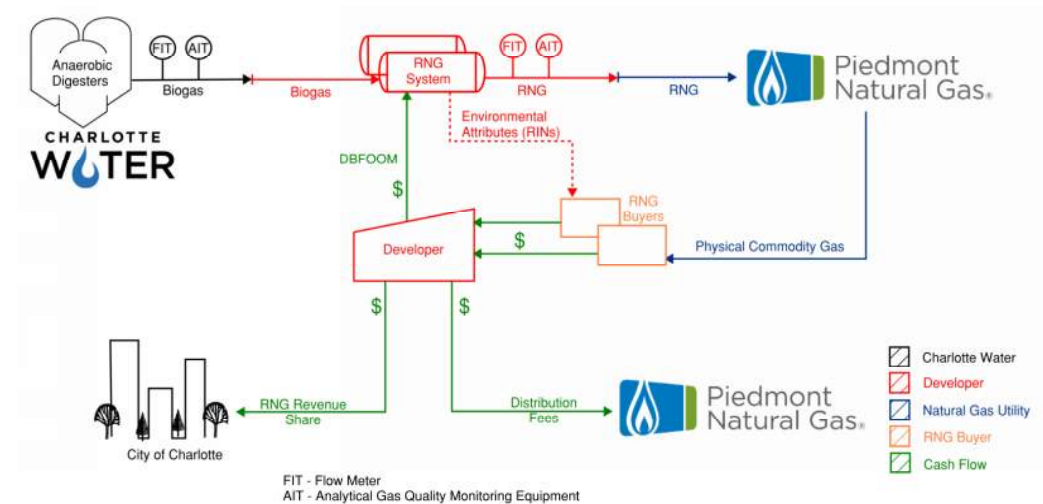 Anaerobic
Digesters
FIT
AIT
Biogas
CHARLOTTE
WATER
Biogas
RNG
System
FIT
AIT
RNG
RNG
Piedmont
Natural Gas®
Environmental
Attributes (RINs)
DBFOOM
$
RNG
Buyers
Developer
$
Physical Commodity Gas
$
$
RNG Revenue
Share
City of Charlotte
Distribution
Fees
Piedmont
Natural Gas®
Charlotte Water
Developer
Natural Gas Utility
RNG Buyer
Cash Flow
FIT - Flow Meter
AIT - Analytical Gas Quality Monitoring Equipment